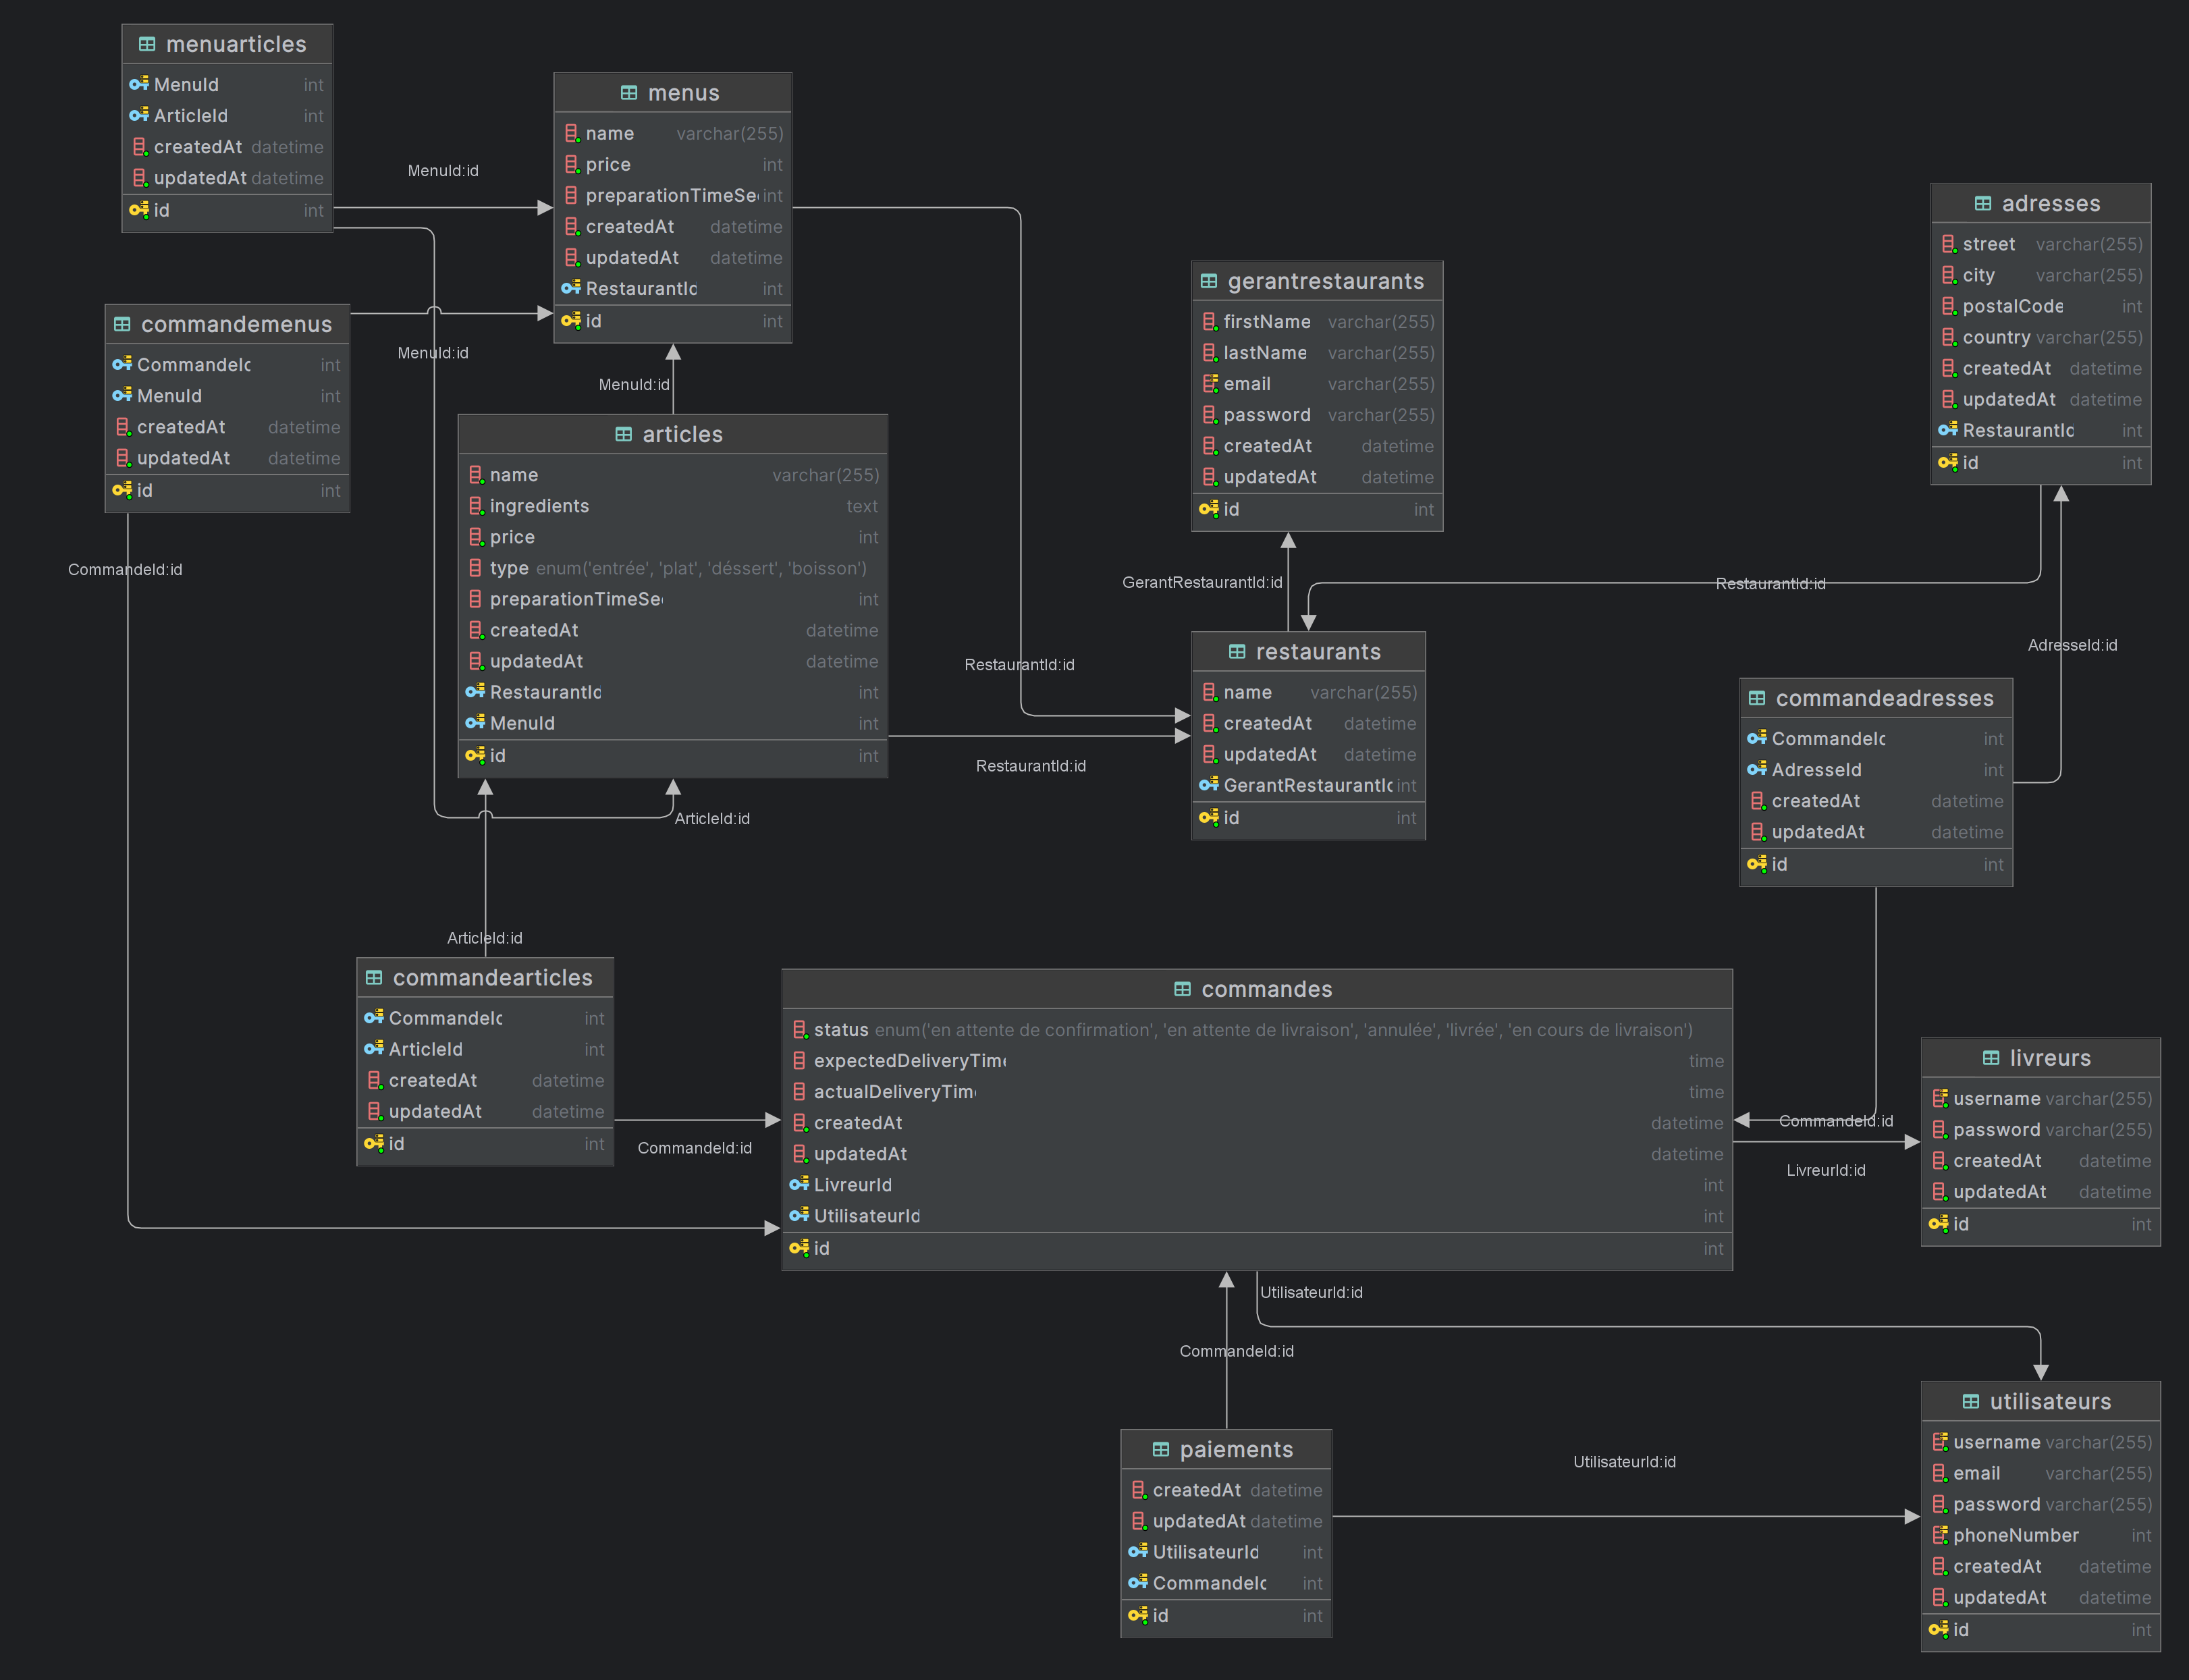 menuarticles
MenuId int
ArticleId int
createdAt datetime
updatedAt datetime
id int
MenuId:id
menus
name varchar(255)
price int
preparationTimeSe int
createdAt datetime
updatedAt datetime
RestaurantId int
id int
commandemenus
CommandeId int
MenuId int
createdAt datetime
updatedAt datetime
id int
MenuId:id
MenuId:id
CommandeId:id
articles
name varchar(255)
ingredients text
price int
type enum('entrée', 'plat', 'déssert', 'boisson')
preparationTimeSe int
createdAt datetime
updatedAt datetime
RestaurantId int
MenuId int
id int
ArticleId:id
ArticleId:id
RestaurantId:id
RestaurantId:id
gerantrestaurants
firstName varchar(255)
lastName varchar(255)
email varchar(255)
password varchar(255)
createdAt datetime
updatedAt datetime
id int
GerantRestaurantId:id
RestaurantId:id
restaurants
name varchar(255)
createdAt datetime
updatedAt datetime
GerantRestaurantId int
id int
adresses
street varchar(255)
city varchar(255)
postalCode int
country varchar(255)
createdAt datetime
updatedAt datetime
RestaurantId int
id int
AdresseId:id
commandeadresses
CommandeId int
AdresseId int
createdAt datetime
updatedAt datetime
id int
commandearticles
CommandeId int
ArticleId int
createdAt datetime
updatedAt datetime
id int
CommandeId:id
commandes
status enum('en attente de confirmation', 'en attente de livraison', 'annulée', 'livrée', 'en cours de livraison')
expectedDeliveryTime time
actualDeliveryTime time
createdAt datetime
updatedAt datetime
LivreurId int
UtilisateurId int
id int
CommandeId:id
LivreurId:id
livreurs
username varchar(255)
password varchar(255)
createdAt datetime
updatedAt datetime
id int
UtilisateurId:id
CommandeId:id
paiements
createdAt datetime
updatedAt datetime
UtilisateurId int
CommandeId int
id int
UtilisateurId:id
utilisateurs
username varchar(255)
email varchar(255)
password varchar(255)
phoneNumber int
createdAt datetime
updatedAt datetime
id int